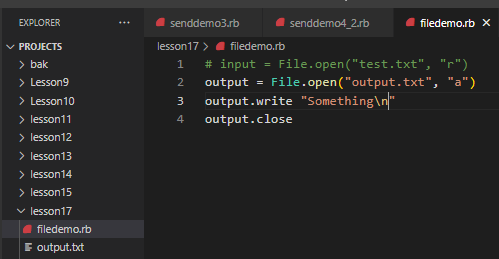 EXPLORER
PROJECTS
bak
Lesson9
Lesson10
lesson11
lesson12
lesson13
lesson14
lesson15
lesson17
filedemo.rb
output.txt
senddemo3.rb
senddemo4_2.rb
filedemo.rb
lesson17 > filedemo.rb
1 # input = File.open("test.txt", "r")
2 output = File.open("output.txt", "a")
3 output.write "Something\n"
4 output.close